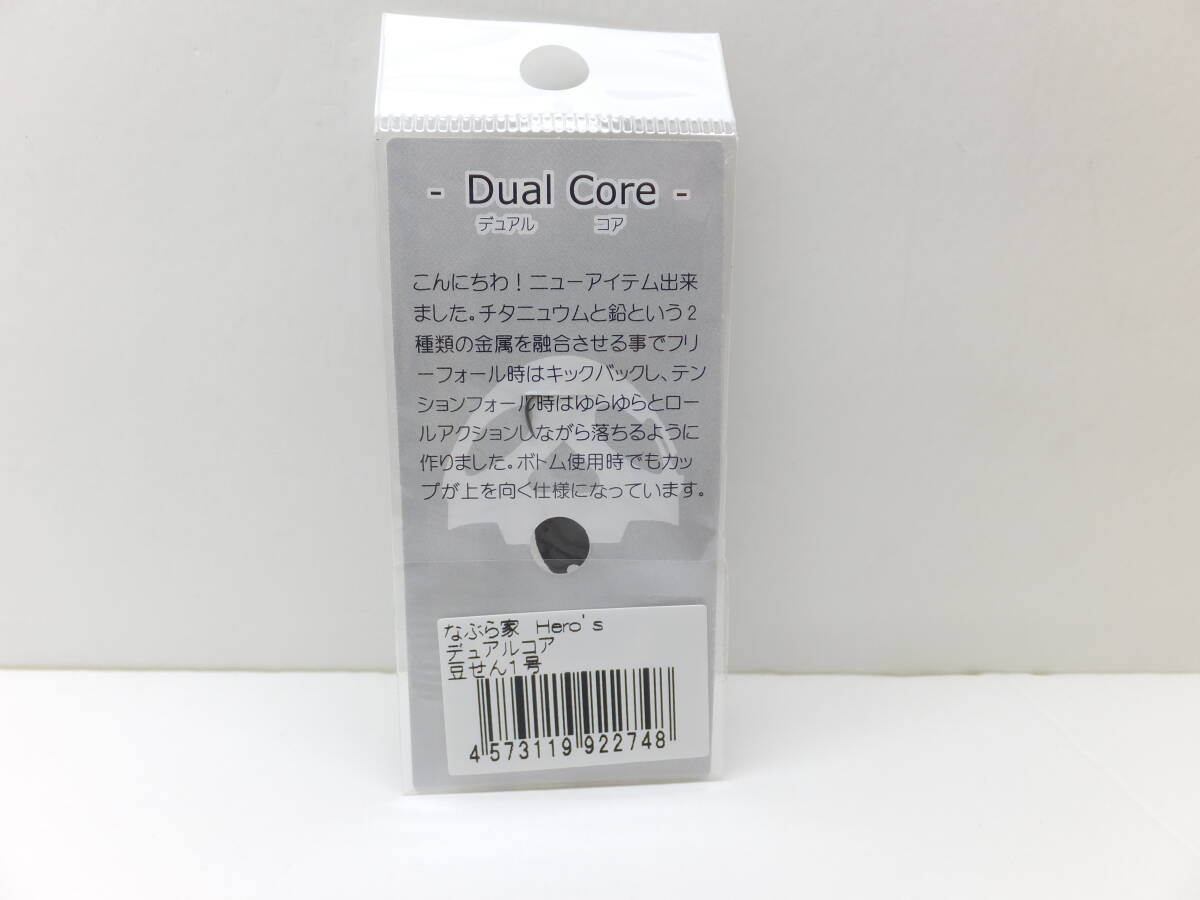 - Dual Core -
デュアル コア
こんにちわ！ニューアイテム出来
ました。チタニュウムと鉛という2
種類の金属を融合させる事でフリ
ーフォール時はキックバックし、テン
ションフォール時はゆらゆらとロー
ルアクションしながら落ちるように
作りました。ボトム使用時でもカッ
プが上を向く仕様になっています。
なぶら家 Hero's
デュアルコア
豆せん1号
4573119922748